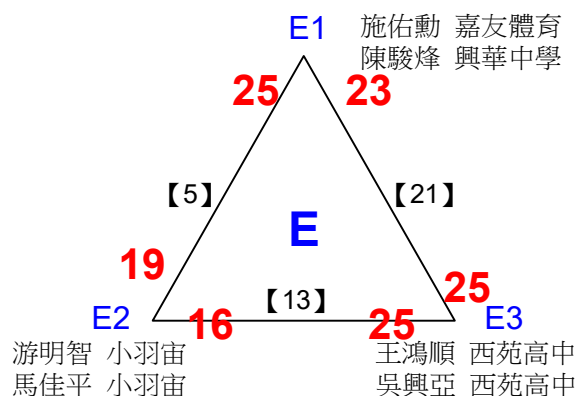 E1
施佑勳 嘉友體育
陳駿烽 興華中學
25 23
【5】 【21】
E
19 25
【13】
16 25
E2 E3
游明智 小羽宙
馬佳平 小羽宙
王鴻順 西苑高中
吳興亞 西苑高中